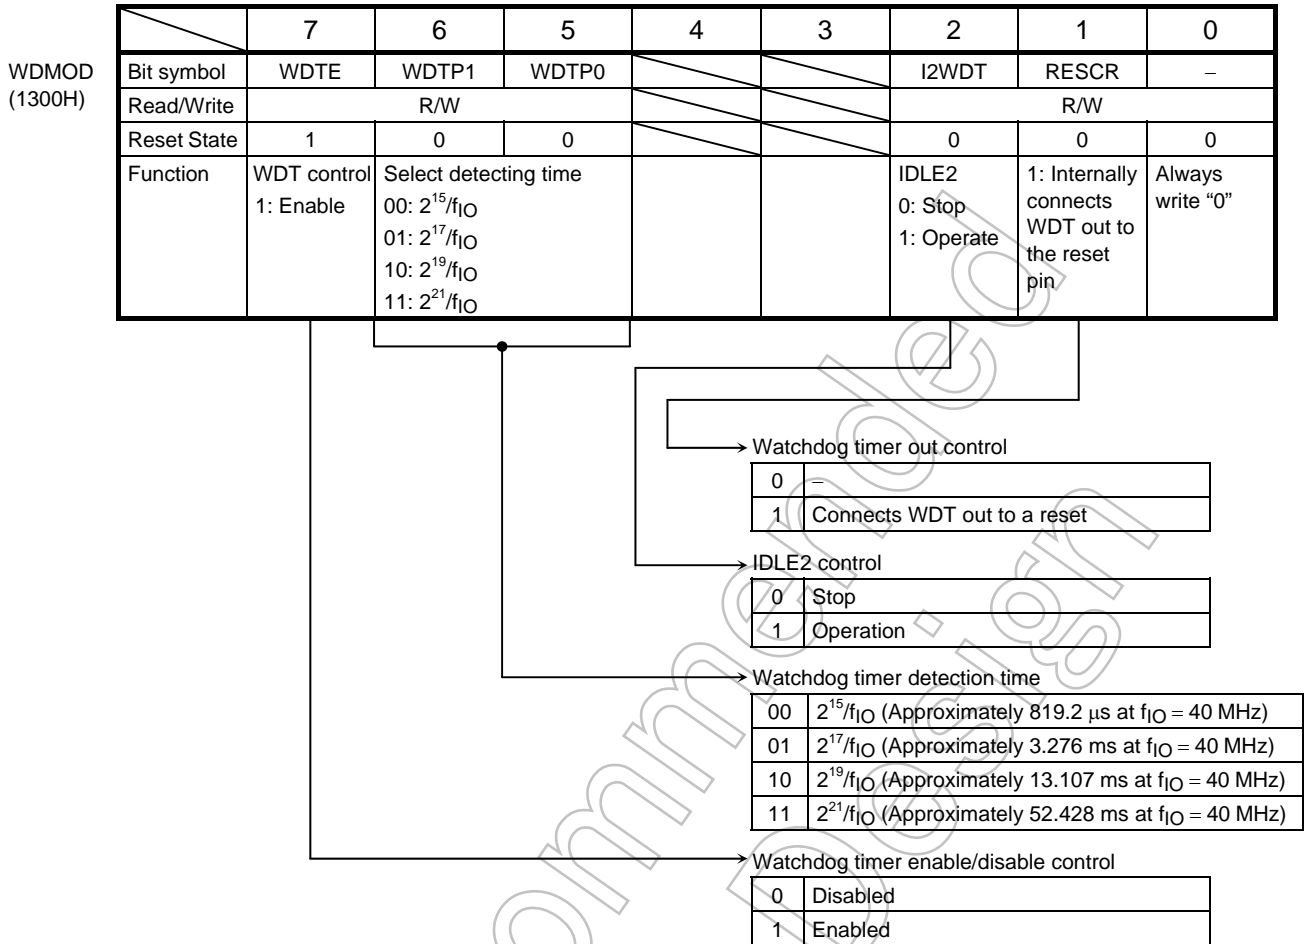 7 6 5 4 3 2 1 0
WDMOD
(1300H)
Bit symbol WDTE WDTP1 WDTP0 I2WDT RESCR –
Read/Write R/W R/W
Reset State 1 0 0 0 0 0
Function
WDT control
1: Enable
Select detecting time
00: 2^15/fIO
01: 2^17/fIO
10: 2^19/fIO
11: 2^21/fIO
IDLE2
0: Stop
1: Operate
1: Internally
connects
WDT out to
the reset
pin
Always
write “0”
Watchdog timer out control
0 –
1 Connects WDT out to a reset
IDLE2 control
0 Stop
1 Operation
Watchdog timer detection time
00 2^15/fIO (Approximately 819.2 μs at fIO = 40 MHz)
01 2^17/fIO (Approximately 3.276 ms at fIO = 40 MHz)
10 2^19/fIO (Approximately 13.107 ms at fIO = 40 MHz)
11 2^21/fIO (Approximately 52.428 ms at fIO = 40 MHz)
Watchdog timer enable/disable control
0 Disabled
1 Enabled
ommended
Design